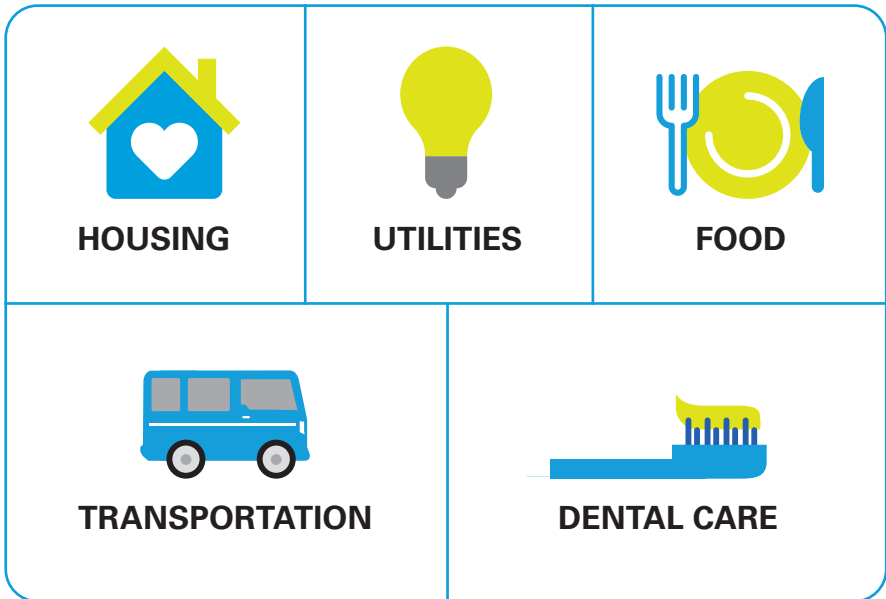 HOUSING
UTILITIES
FOOD
TRANSPORTATION
DENTAL CARE